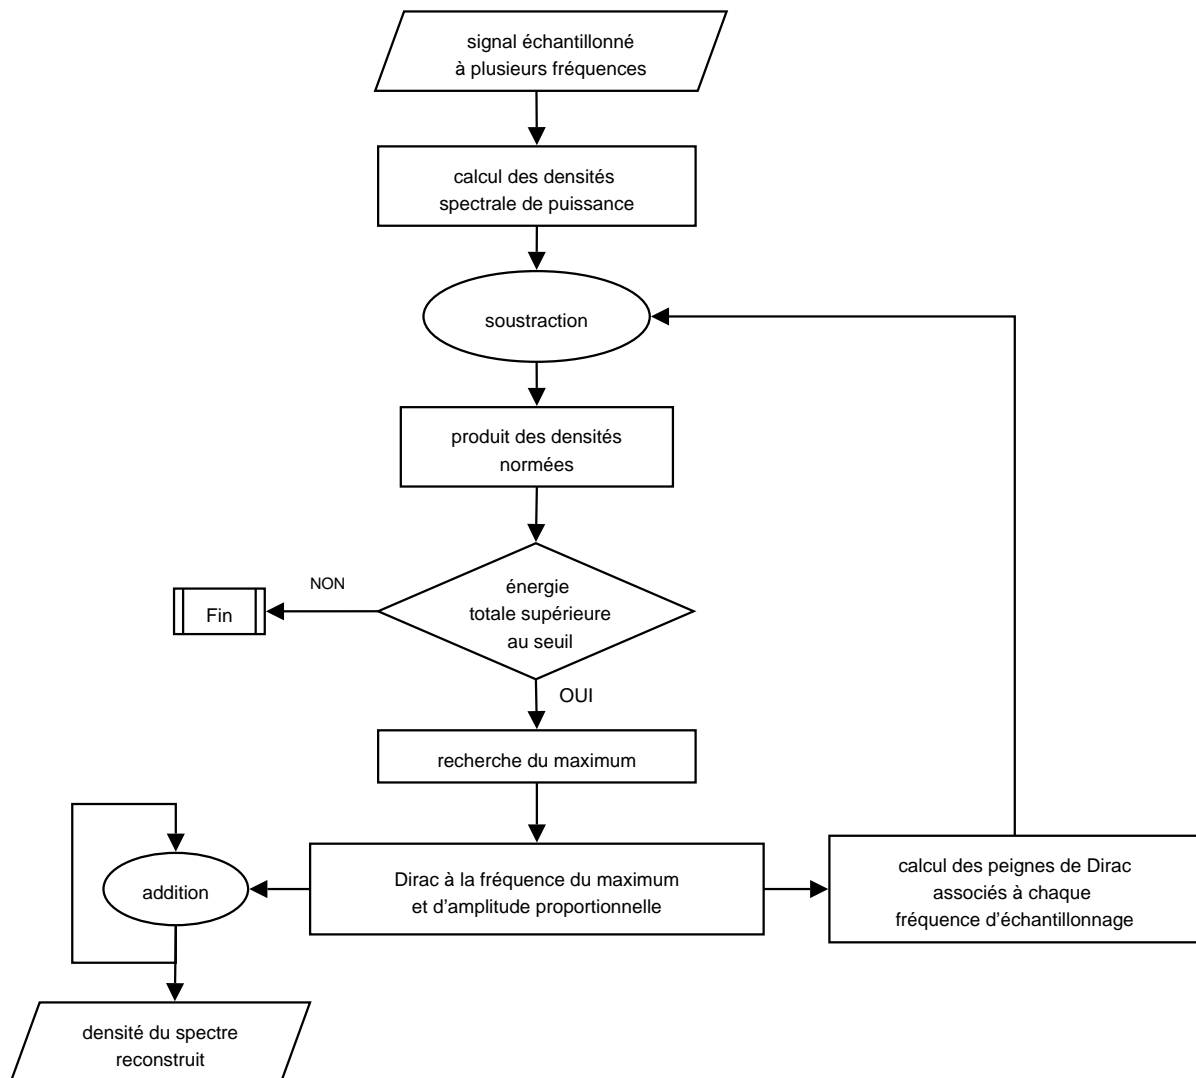 signal échantillonné
à plusieurs fréquences
calcul des densités
spectrale de puissance
soustraction
produit des densités
normées
énergie
totale supérieure
au seuil
NON
Fin
OUI
recherche du maximum
Dirac à la fréquence du maximum
et d’amplitude proportionnelle
addition
calcul des peignes de Dirac
associés à chaque
fréquence d’échantillonnage
densité du spectre
reconstruit